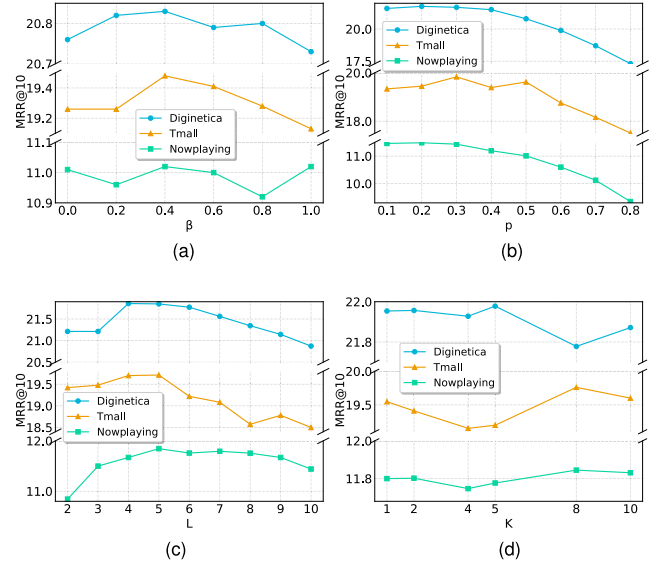 20.8
20.7
19.4
19.2
11.1
11.0
10.9
MRR@10
Diginetica
Tmall
Nowplaying
0.0 0.2 0.4 0.6 0.8 1.0
β
(a)
20.0
17.5
20.0
18.0
11.0
10.0
MRR@10
Diginetica
Tmall
Nowplaying
0.1 0.2 0.3 0.4 0.5 0.6 0.7 0.8
p
(b)
21.5
21.0
20.5
19.5
19.0
18.5
12.0
11.0
MRR@10
Diginetica
Tmall
Nowplaying
2 3 4 5 6 7 8 9 10
L
(c)
22.0
21.8
20.0
19.5
12.0
11.8
MRR@10
Diginetica
Tmall
Nowplaying
1 2 4 5 8 10
K
(d)